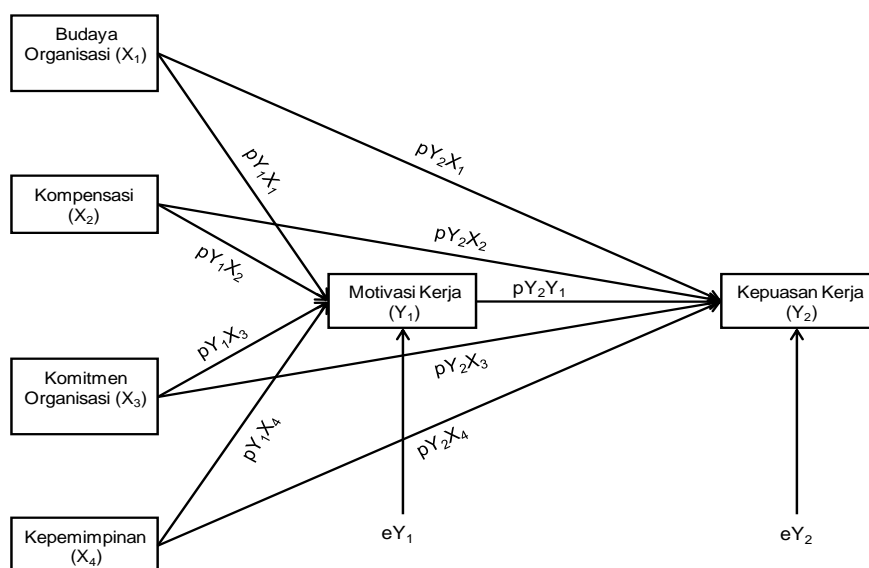 Budaya
Organisasi (X₁)
pY₂X₁
pY₁X₁
Kompensasi
(X₂)
pY₂X₂
pY₁X₂
Motivasi Kerja
(Y₁)
pY₂Y₁
Kepuasan Kerja
(Y₂)
pY₁X₃
Komitmen
Organisasi (X₃)
pY₂X₃
pY₁X₄
pY₂X₄
Kepemimpinan
(X₄)
eY₁
eY₂